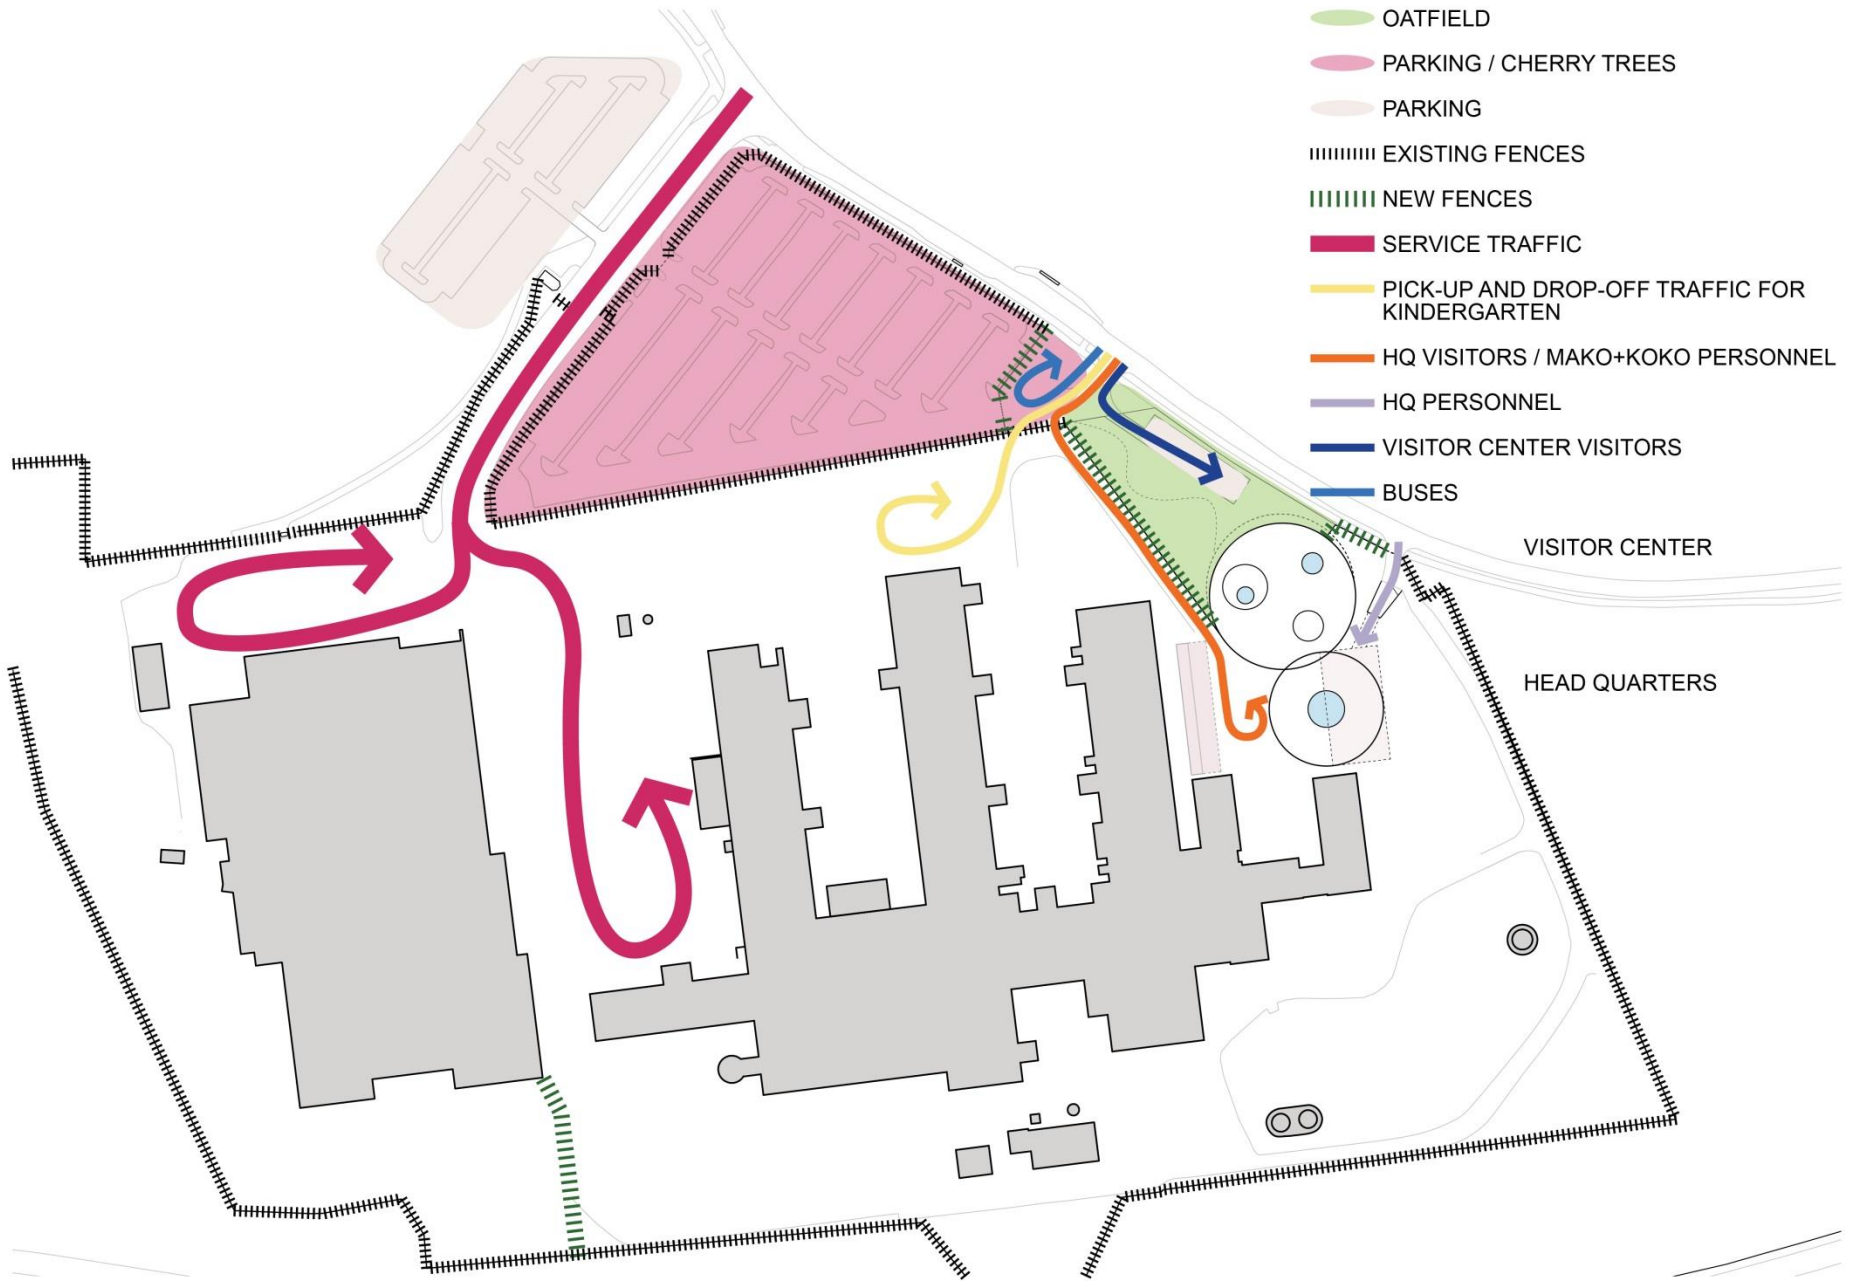 OATFIELD
PARKING / CHERRY TREES
PARKING
EXISTING FENCES
NEW FENCES
SERVICE TRAFFIC
PICK-UP AND DROP-OFF TRAFFIC FOR
KINDERGARTEN
HQ VISITORS / MAKO+KOKO PERSONNEL
HQ PERSONNEL
VISITOR CENTER VISITORS
BUSES
VISITOR CENTER
HEAD QUARTERS